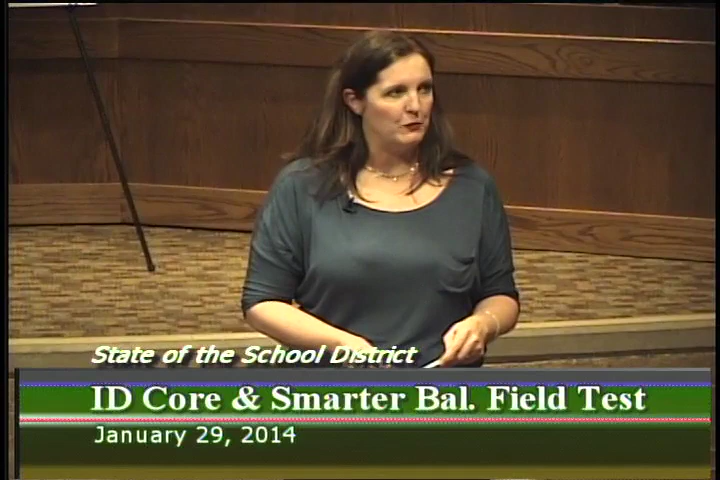 State of the School District
ID Core & Smarter Bal. Field Test
January 29, 2014